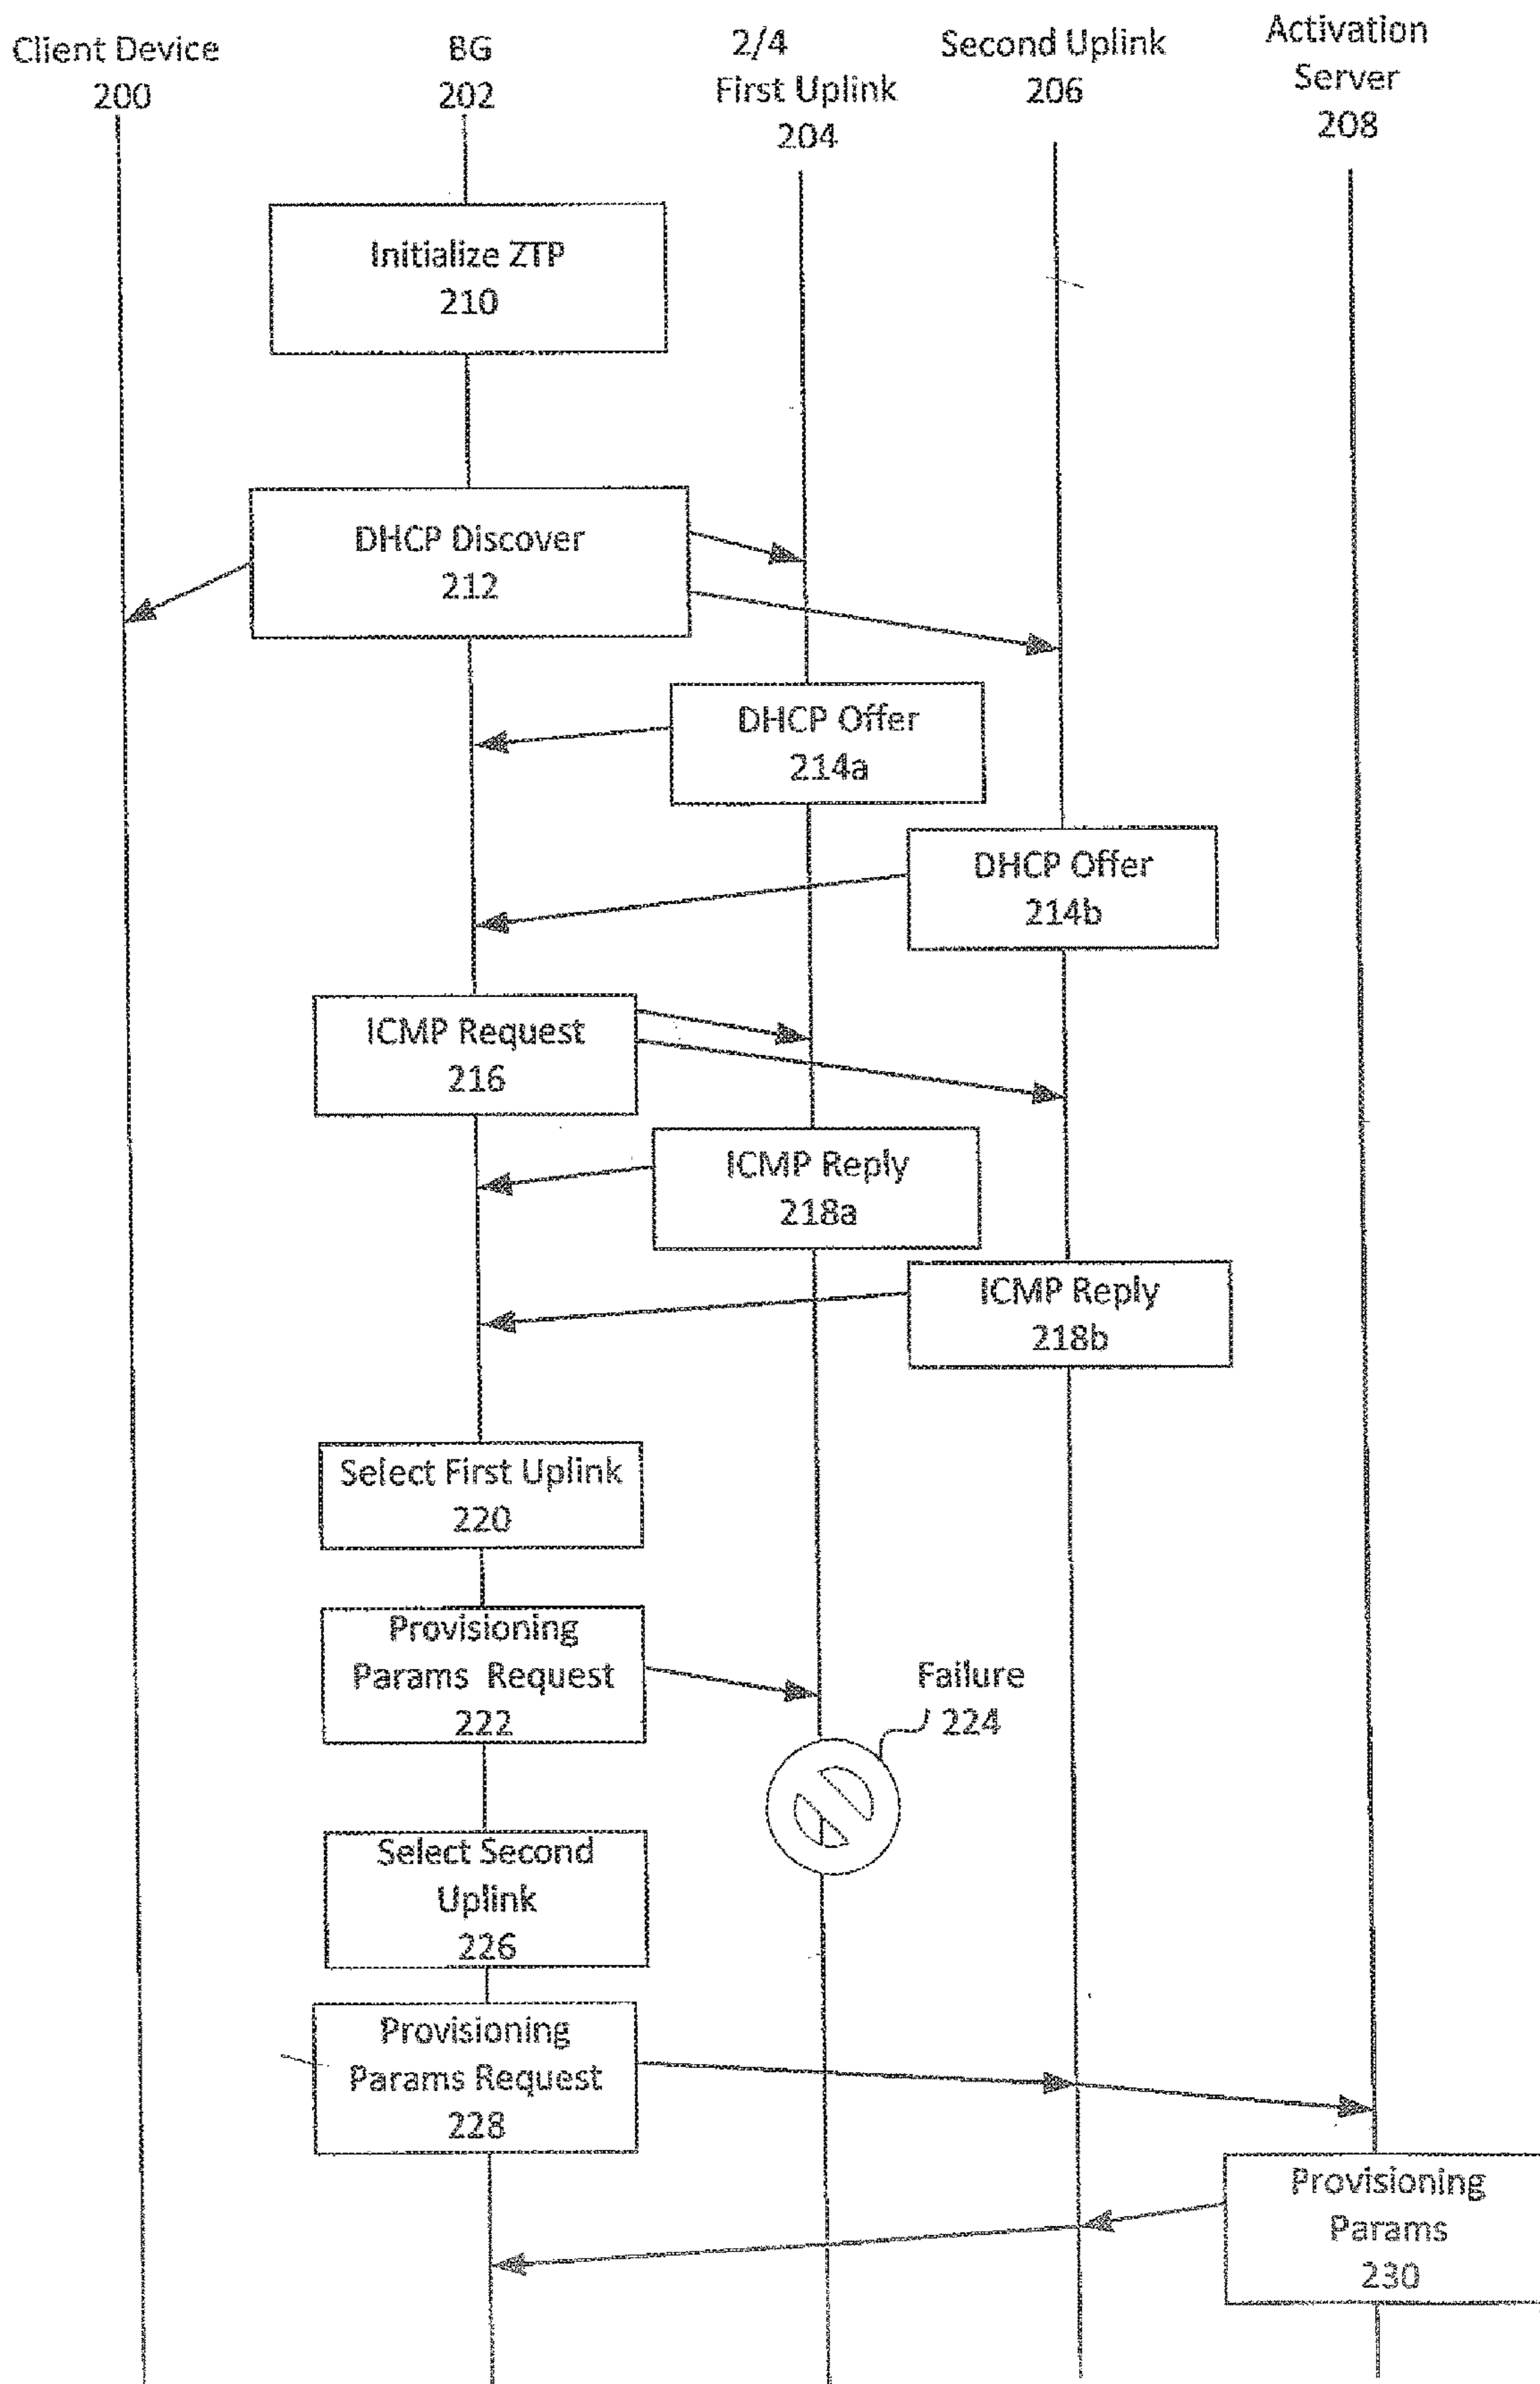 Client Device
200
BG
202
2/4
First Uplink
204
Second Uplink
206
Activation
Server
208
Initialize ZTP
210
DHCP Discover
212
DHCP Offer
214a
DHCP Offer
214b
ICMP Request
216
ICMP Reply
218a
ICMP Reply
218b
Select First Uplink
220
Provisioning
Params Request
222
Failure
224
Select Second
Uplink
226
Provisioning
Params Request
228
Provisioning
Params
230